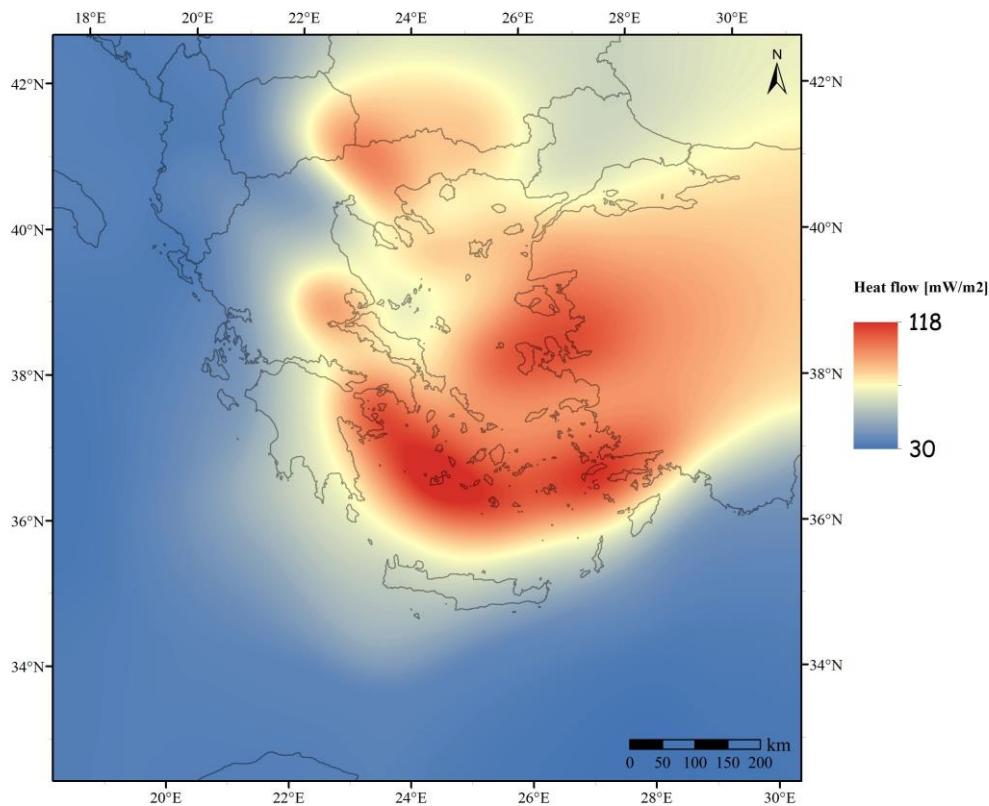 18°E 20°E 22°E 24°E 26°E 28°E 30°E
N
42°N 42°N
40°N 40°N
Heat flow [mW/m2]
118
38°N 38°N
30
36°N 36°N
34°N 34°N
km
0 50 100 150 200
20°E 22°E 24°E 26°E 28°E 30°E